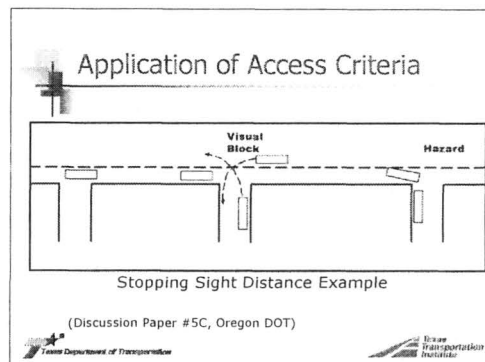 Application of Access Criteria
Visual
Block
Hazard
Stopping Sight Distance Example
(Discussion Paper #5C, Oregon DOT)
Texas Department of Transportation
Texas
Transportation
Institute